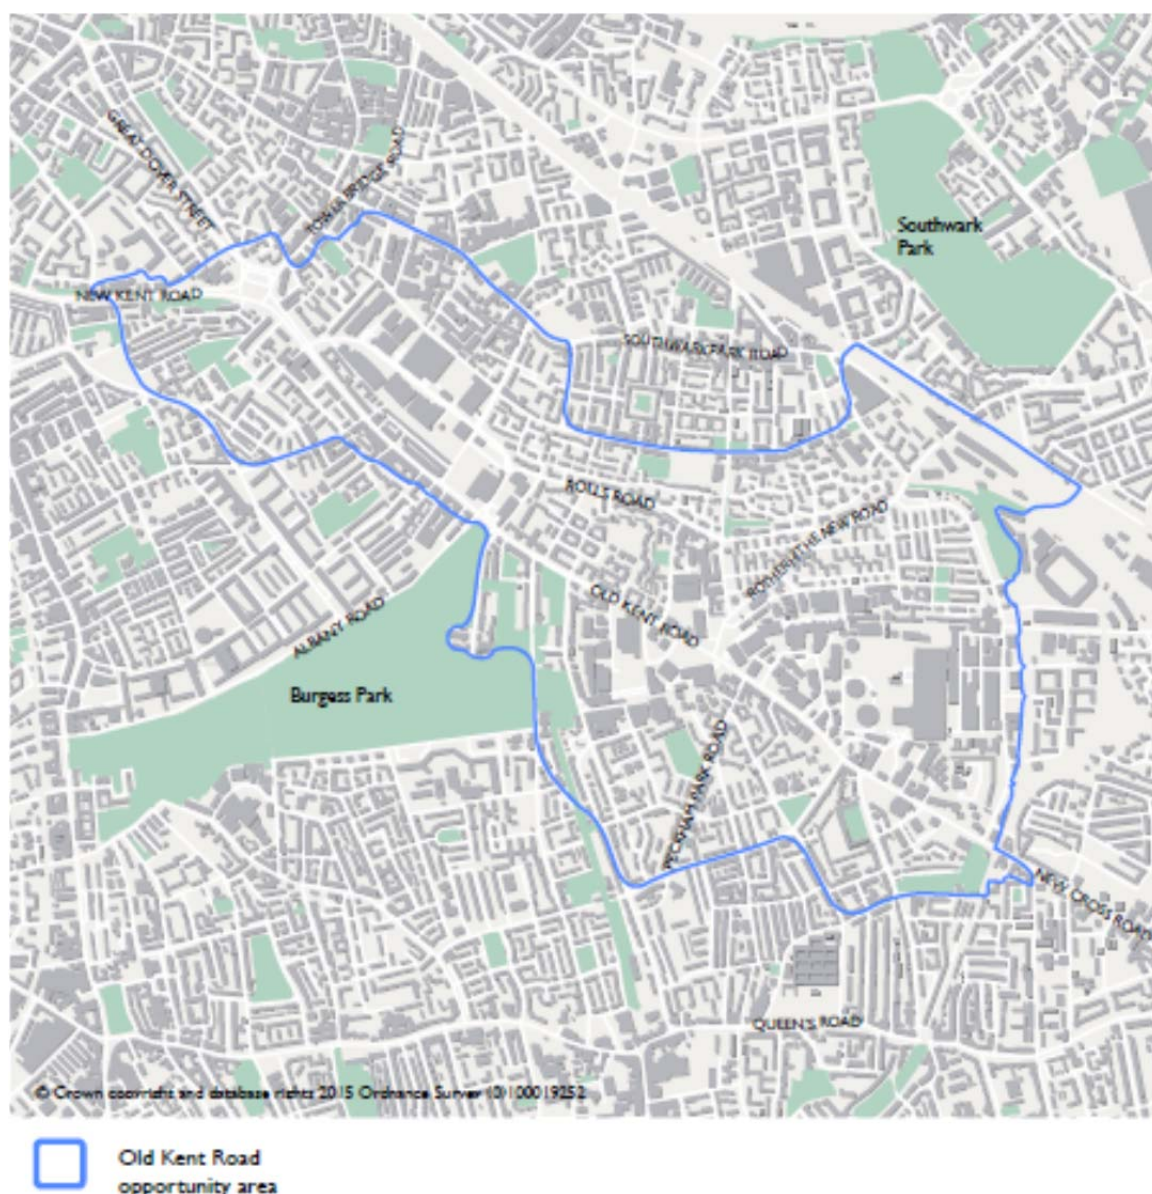 GREAT DOVER STREET
TOWER BRIDGE ROAD
Southwark
Park
NEW KENT ROAD
SOUTHWARK PARK ROAD
ROLLS ROAD
ROTHERHITHE NEW ROAD
OLD KENT ROAD
ALBANY ROAD
Burgess Park
PECKHAM PARK ROAD
NEW CROSS ROAD
QUEEN'S ROAD
© Crown copyright and database rights 2015 Ordnance Survey (0)100019252
Old Kent Road
opportunity area